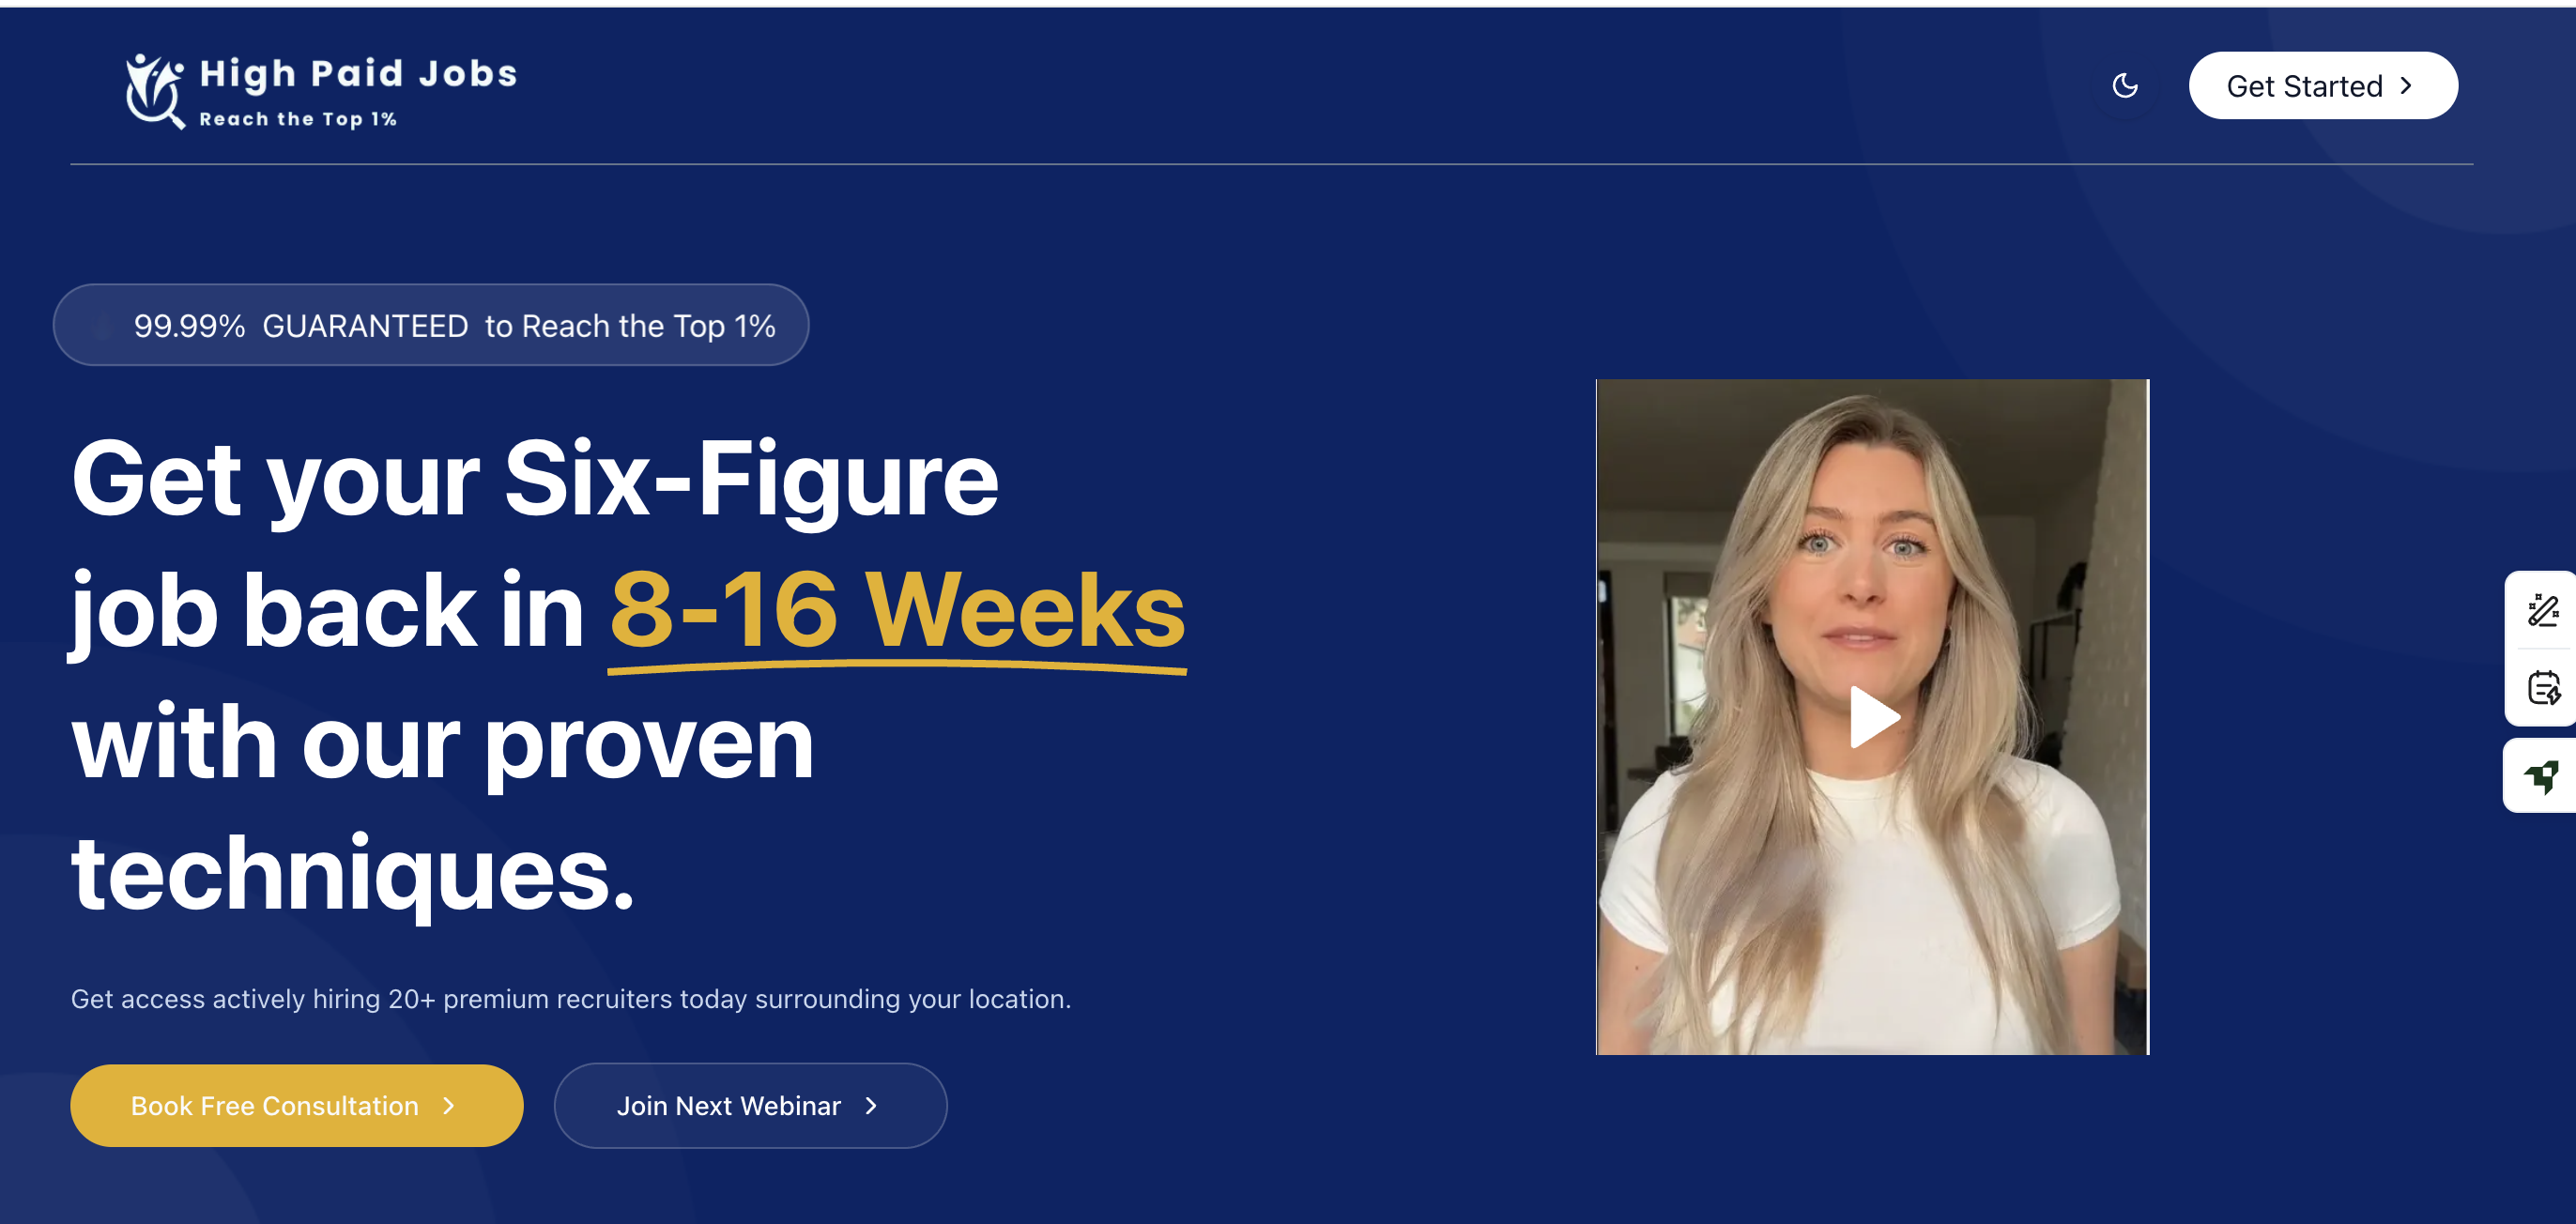 High Paid Jobs
Reach the Top 1%
Get Started
99.99% GUARANTEED to Reach the Top 1%
Get your Six-Figure
job back in 8-16 Weeks
with our proven
techniques.
Get access actively hiring 20+ premium recruiters today surrounding your location.
Book Free Consultation
Join Next Webinar